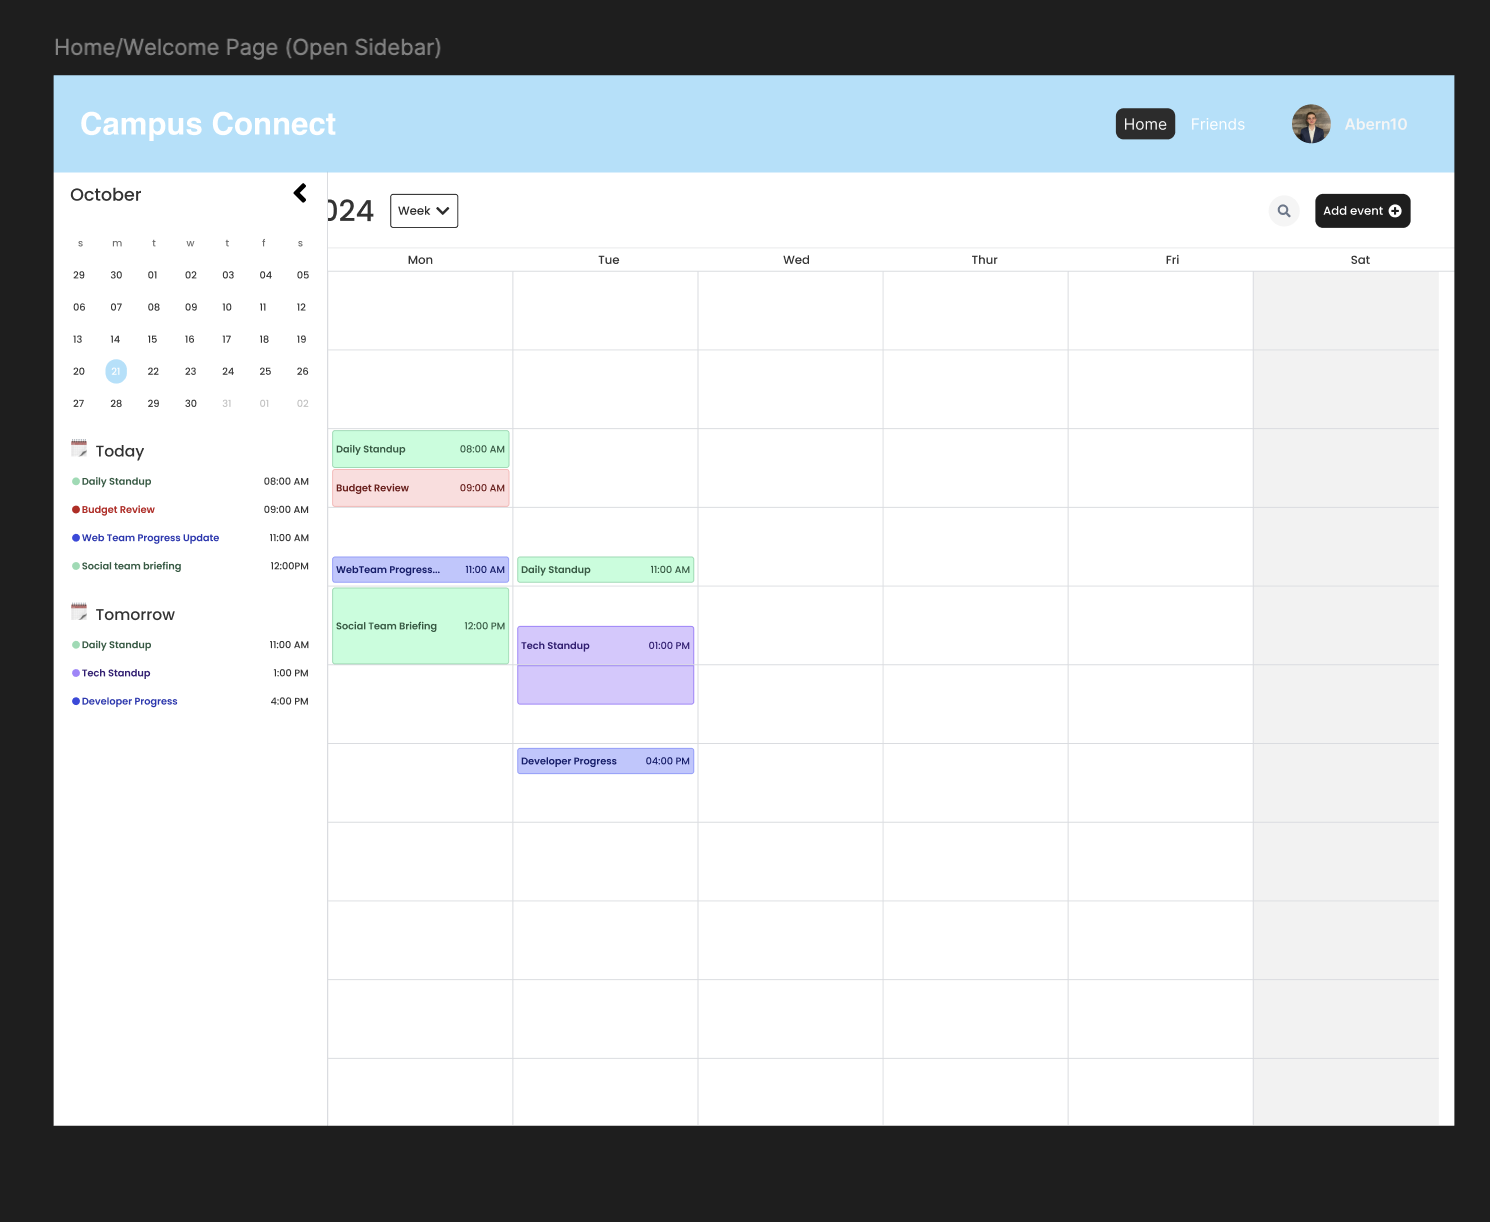 Home/Welcome Page (Open Sidebar)
Campus Connect
Home Friends Abern10
October
024 Week Add event
s m t w t f s
29 30 01 02 03 04 05
06 07 08 09 10 11 12
13 14 15 16 17 18 19
20 21 22 23 24 25 26
27 28 29 30 31 01 02
Today
Daily Standup 08:00 AM
Budget Review 09:00 AM
Web Team Progress Update 11:00 AM
Social team briefing 12:00PM
Tomorrow
Daily Standup 11:00 AM
Tech Standup 1:00 PM
Developer Progress 4:00 PM
Mon Tue Wed Thur Fri Sat
Daily Standup 08:00 AM
Budget Review 09:00 AM
WebTeam Progress... 11:00 AM
Daily Standup 11:00 AM
Social Team Briefing 12:00 PM
Tech Standup 01:00 PM
Developer Progress 04:00 PM